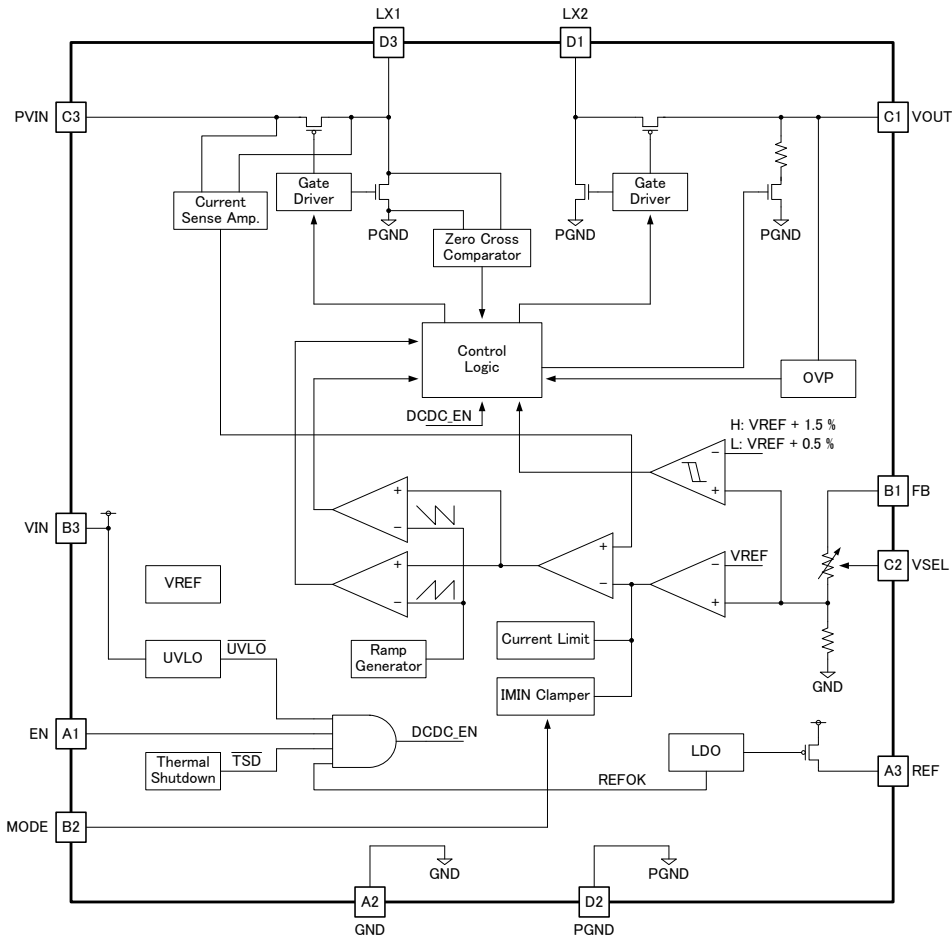 LX1 LX2
D3 D1
PVIN C3 C1 VOUT
Current
Sense Amp.
Gate
Driver
PGND
Zero Cross
Comparator
PGND
Gate
Driver
PGND
Control
Logic
OVP
DCDC_EN
H: VREF + 1.5 %
L: VREF + 0.5 %
−
+
B1 FB
+
−
VIN B3
+
−
VREF
−
+
C2 VSEL
VREF
+
−
Current Limit
Ramp
Generator
GND
UVLO
UVLO
IMIN Clamper
EN A1
DCDC_EN
LDO
Thermal
Shutdown
TSD
REFOK
A3 REF
MODE B2
GND
PGND
A2 D2
GND PGND